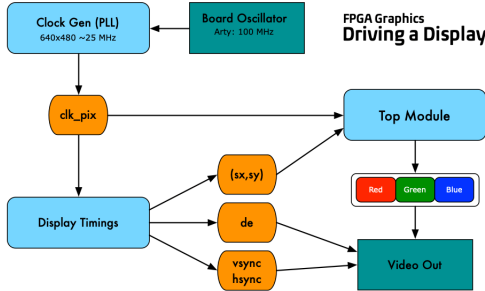 Clock Gen (PLL)
640x480 ~25 MHz
Board Oscillator
Arty: 100 MHz
FPGA Graphics
Driving a Display
clk_pix
Top Module
(sx,sy)
Red
Green
Blue
Display Timings
de
vsync
hsync
Video Out